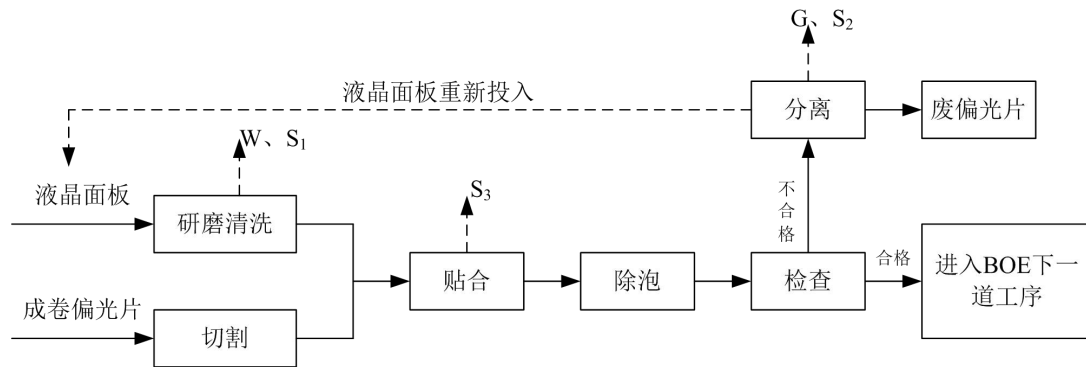 G、S2
液晶面板重新投入
分离
废偏光片
W、S1
液晶面板
研磨清洗
S3
不合格
贴合
除泡
检查
合格
进入BOE下一
道工序
成卷偏光片
切割